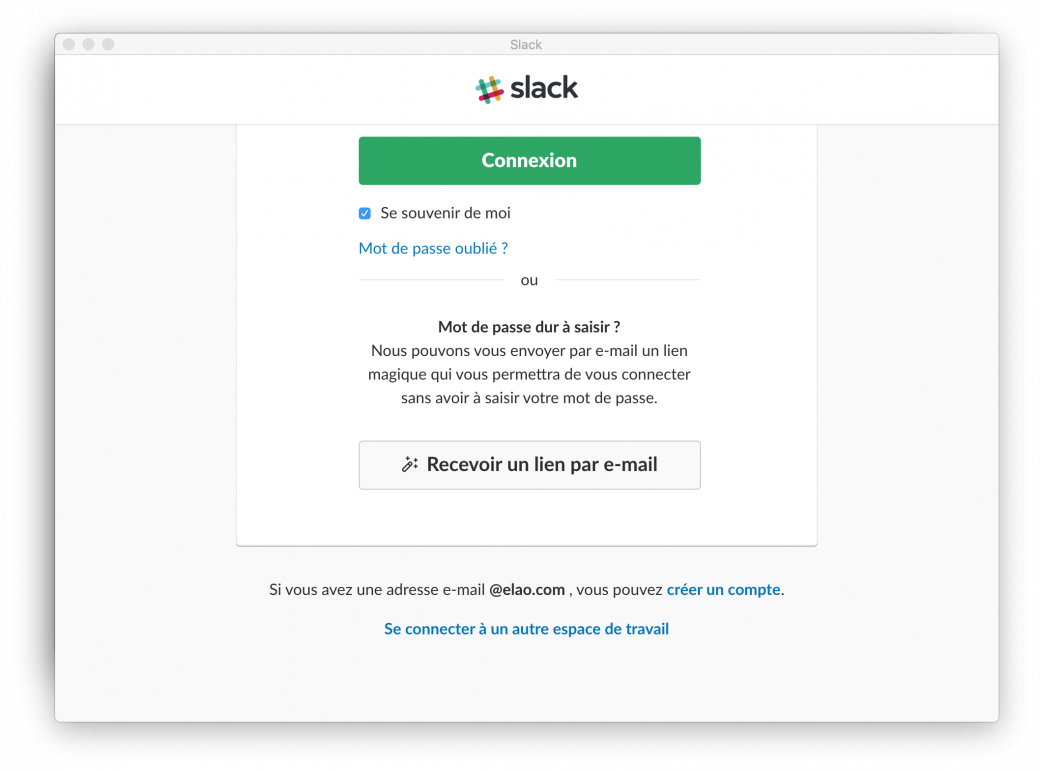 Slack
slack
Connexion
Se souvenir de moi
Mot de passe oublié ?
ou
Mot de passe dur à saisir ?
Nous pouvons vous envoyer par e-mail un lien
magique qui vous permettra de vous connecter
sans avoir à saisir votre mot de passe.
Recevoir un lien par e-mail
Si vous avez une adresse e-mail @elao.com , vous pouvez créer un compte.
Se connecter à un autre espace de travail